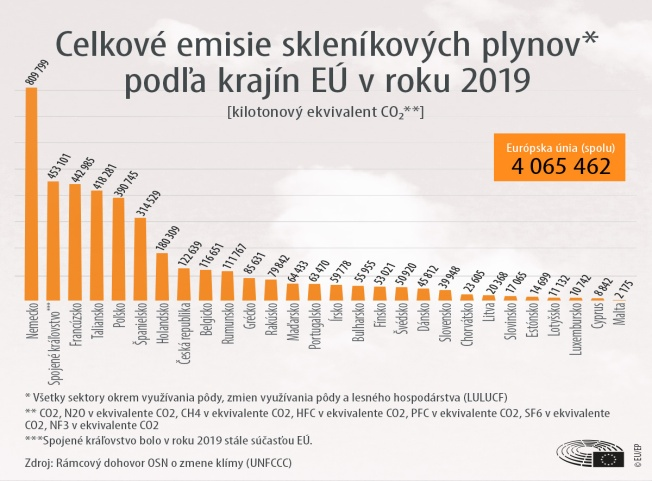 Celkové emisie skleníkových plynov*
podľa krajín EÚ v roku 2019
[kilotonový ekvivalent CO₂**]
Európska únia (spolu)
4 065 462
809 799
453 101
442 985
418 281
390 745
314 529
180 309
122 639
116 651
111 767
85 631
79 842
64 433
63 470
59 778
55 955
53 021
50 920
45 812
39 948
23 605
20 368
17 065
14 699
11 132
10 742
8 842
2 175
Nemecko
Spojené kráľovstvo***
Francúzsko
Taliansko
Poľsko
Španielsko
Holandsko
Česká republika
Belgicko
Rumunsko
Grécko
Rakúsko
Maďarsko
Portugalsko
Írsko
Bulharsko
Fínsko
Švédsko
Dánsko
Slovensko
Chorvátsko
Litva
Slovinsko
Estónsko
Lotyšsko
Luxembursko
Cyprus
Malta
* Všetky sektory okrem využívania pôdy, zmien využívania pôdy a lesného hospodárstva (LULUCF)
** CO2, N2O v ekvivalente CO2, CH4 v ekvivalente CO2, HFC v ekvivalente CO2, PFC v ekvivalente CO2, SF6 v ekvivalente
CO2, NF3 v ekvivalente CO2
***Spojené kráľovstvo bolo v roku 2019 stále súčasťou EÚ.
Zdroj: Rámcový dohovor OSN o zmene klímy (UNFCCC)
© EU/EP